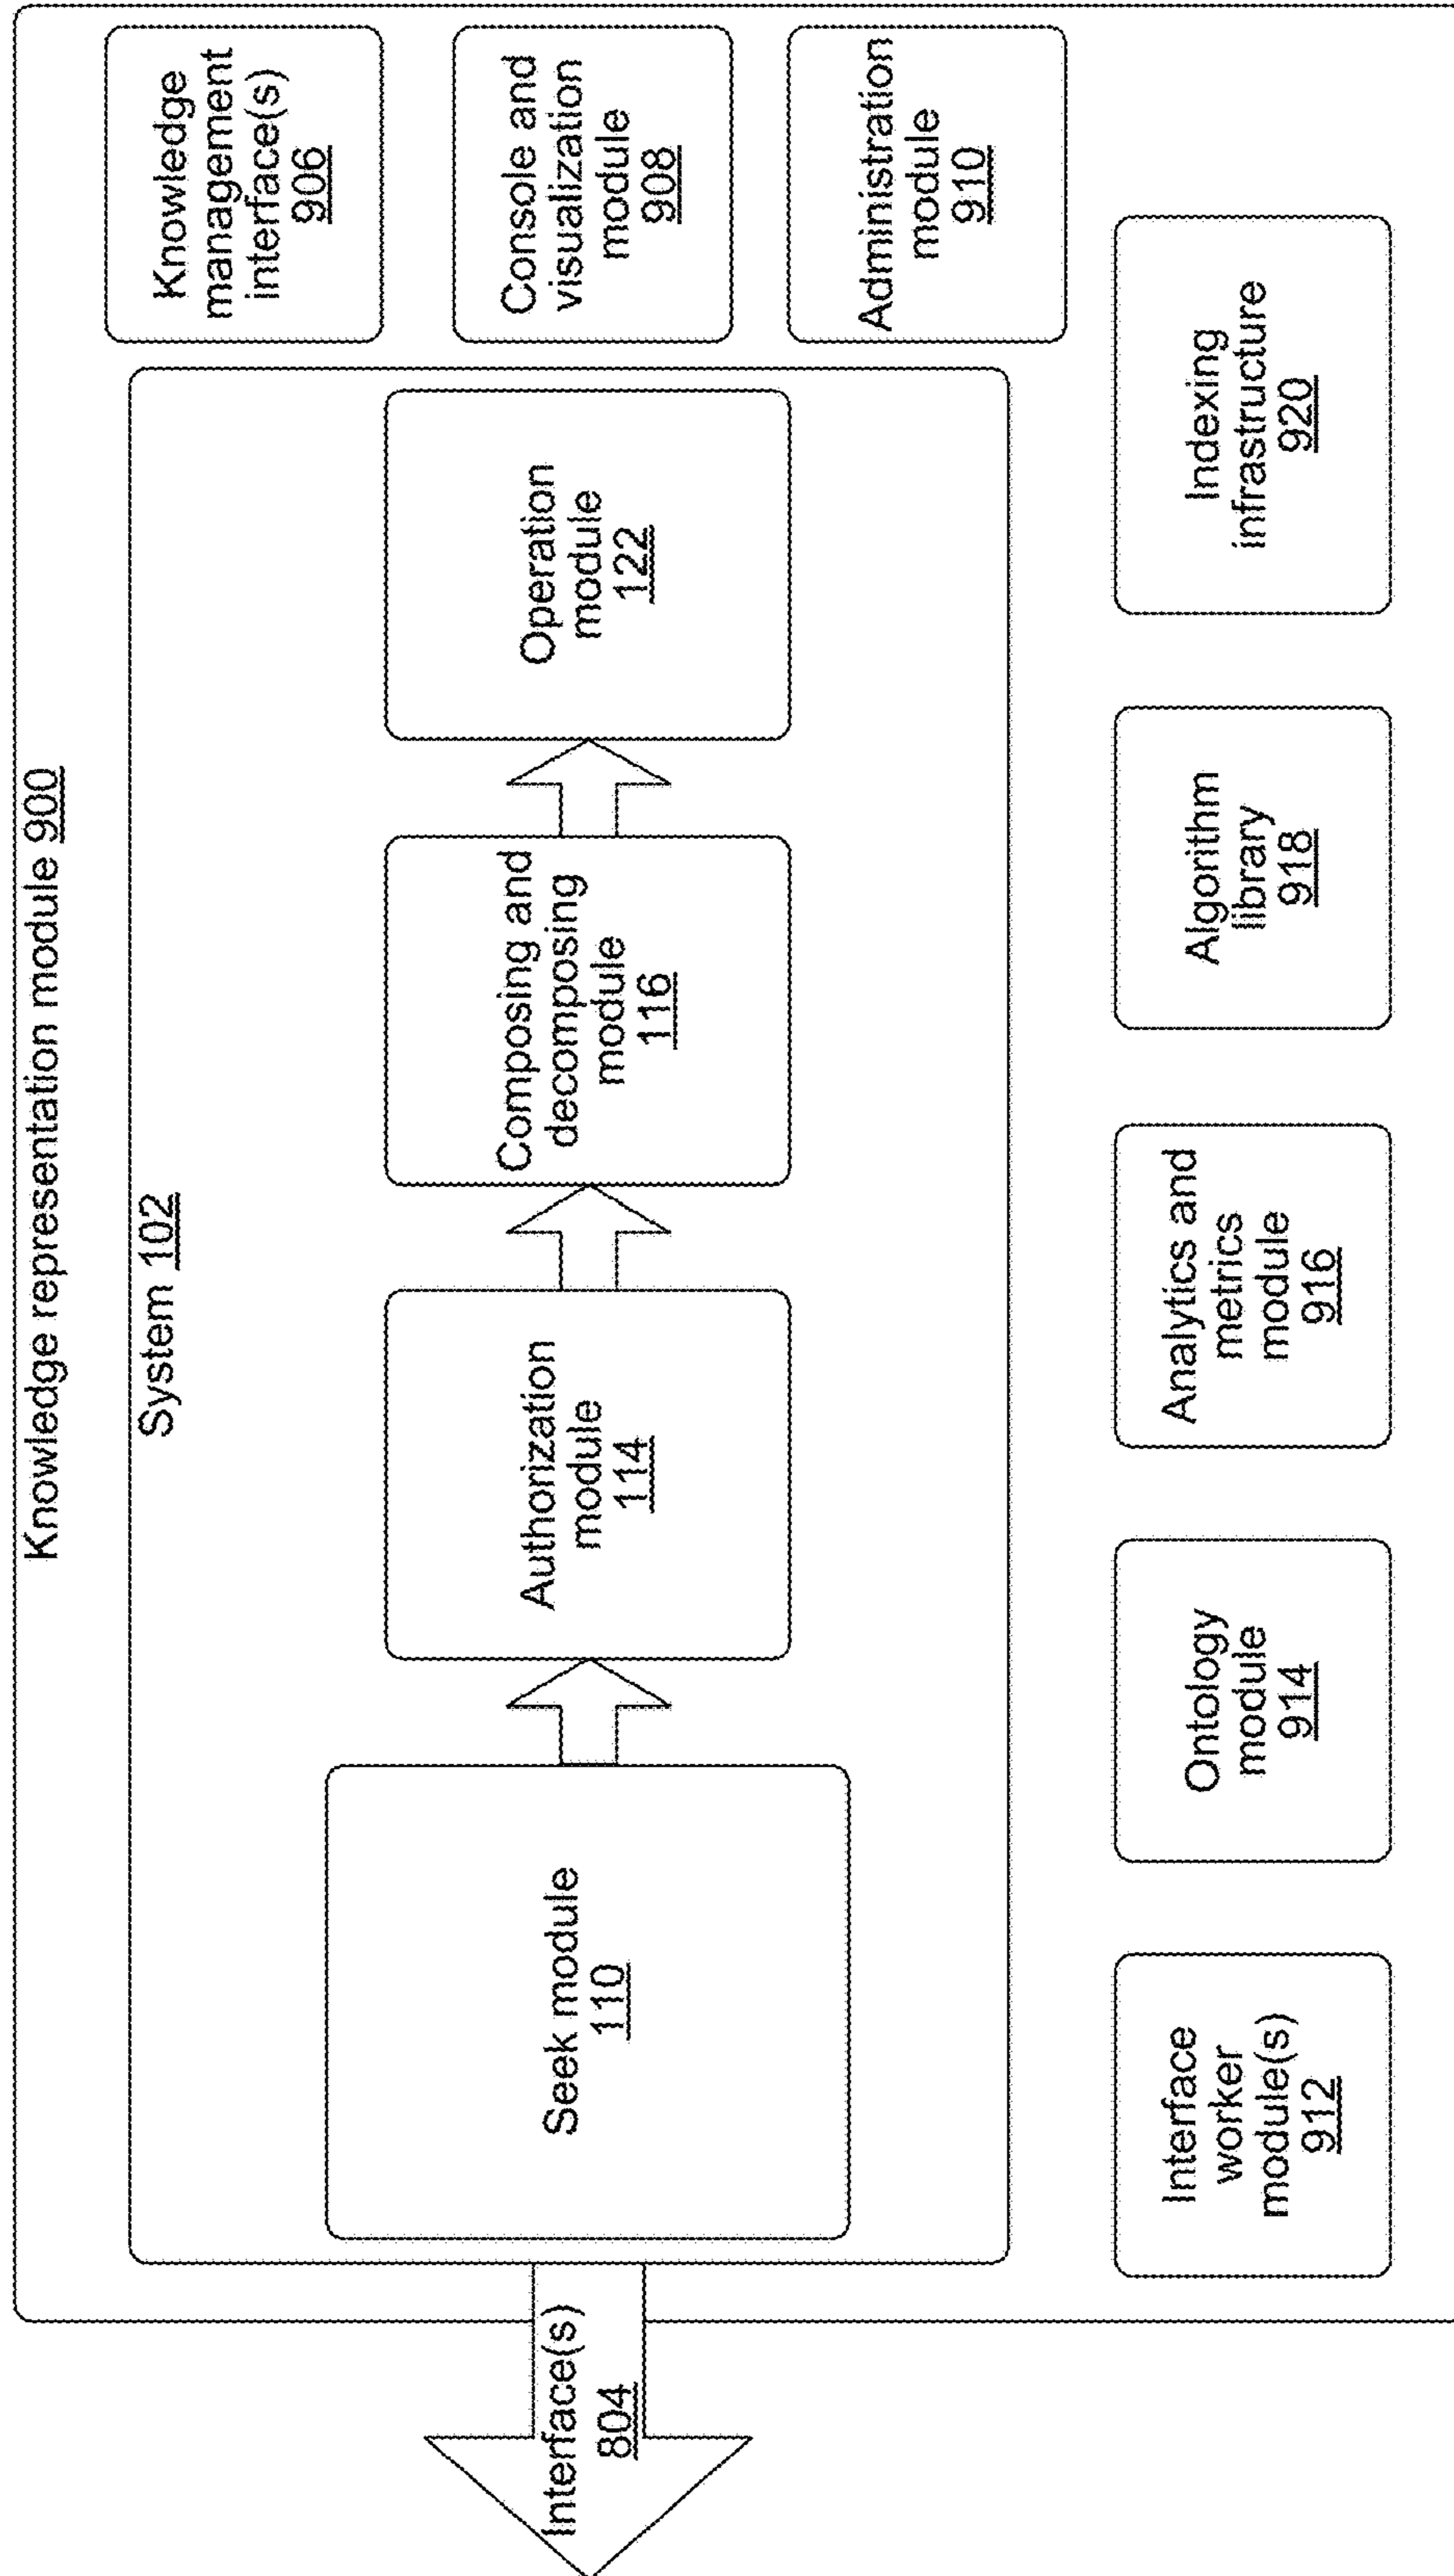 Knowledge representation module 900
System 102
Interface(s)
804
Seek module
110
Authorization
module
114
Composing and
decomposing
module
116
Operation
module
122
Knowledge
management
interface(s)
906
Console and
visualization
module
908
Administration
module
910
Interface
worker
module(s)
912
Ontology
module
914
Analytics and
metrics
module
916
Algorithm
library
918
Indexing
infrastructure
920